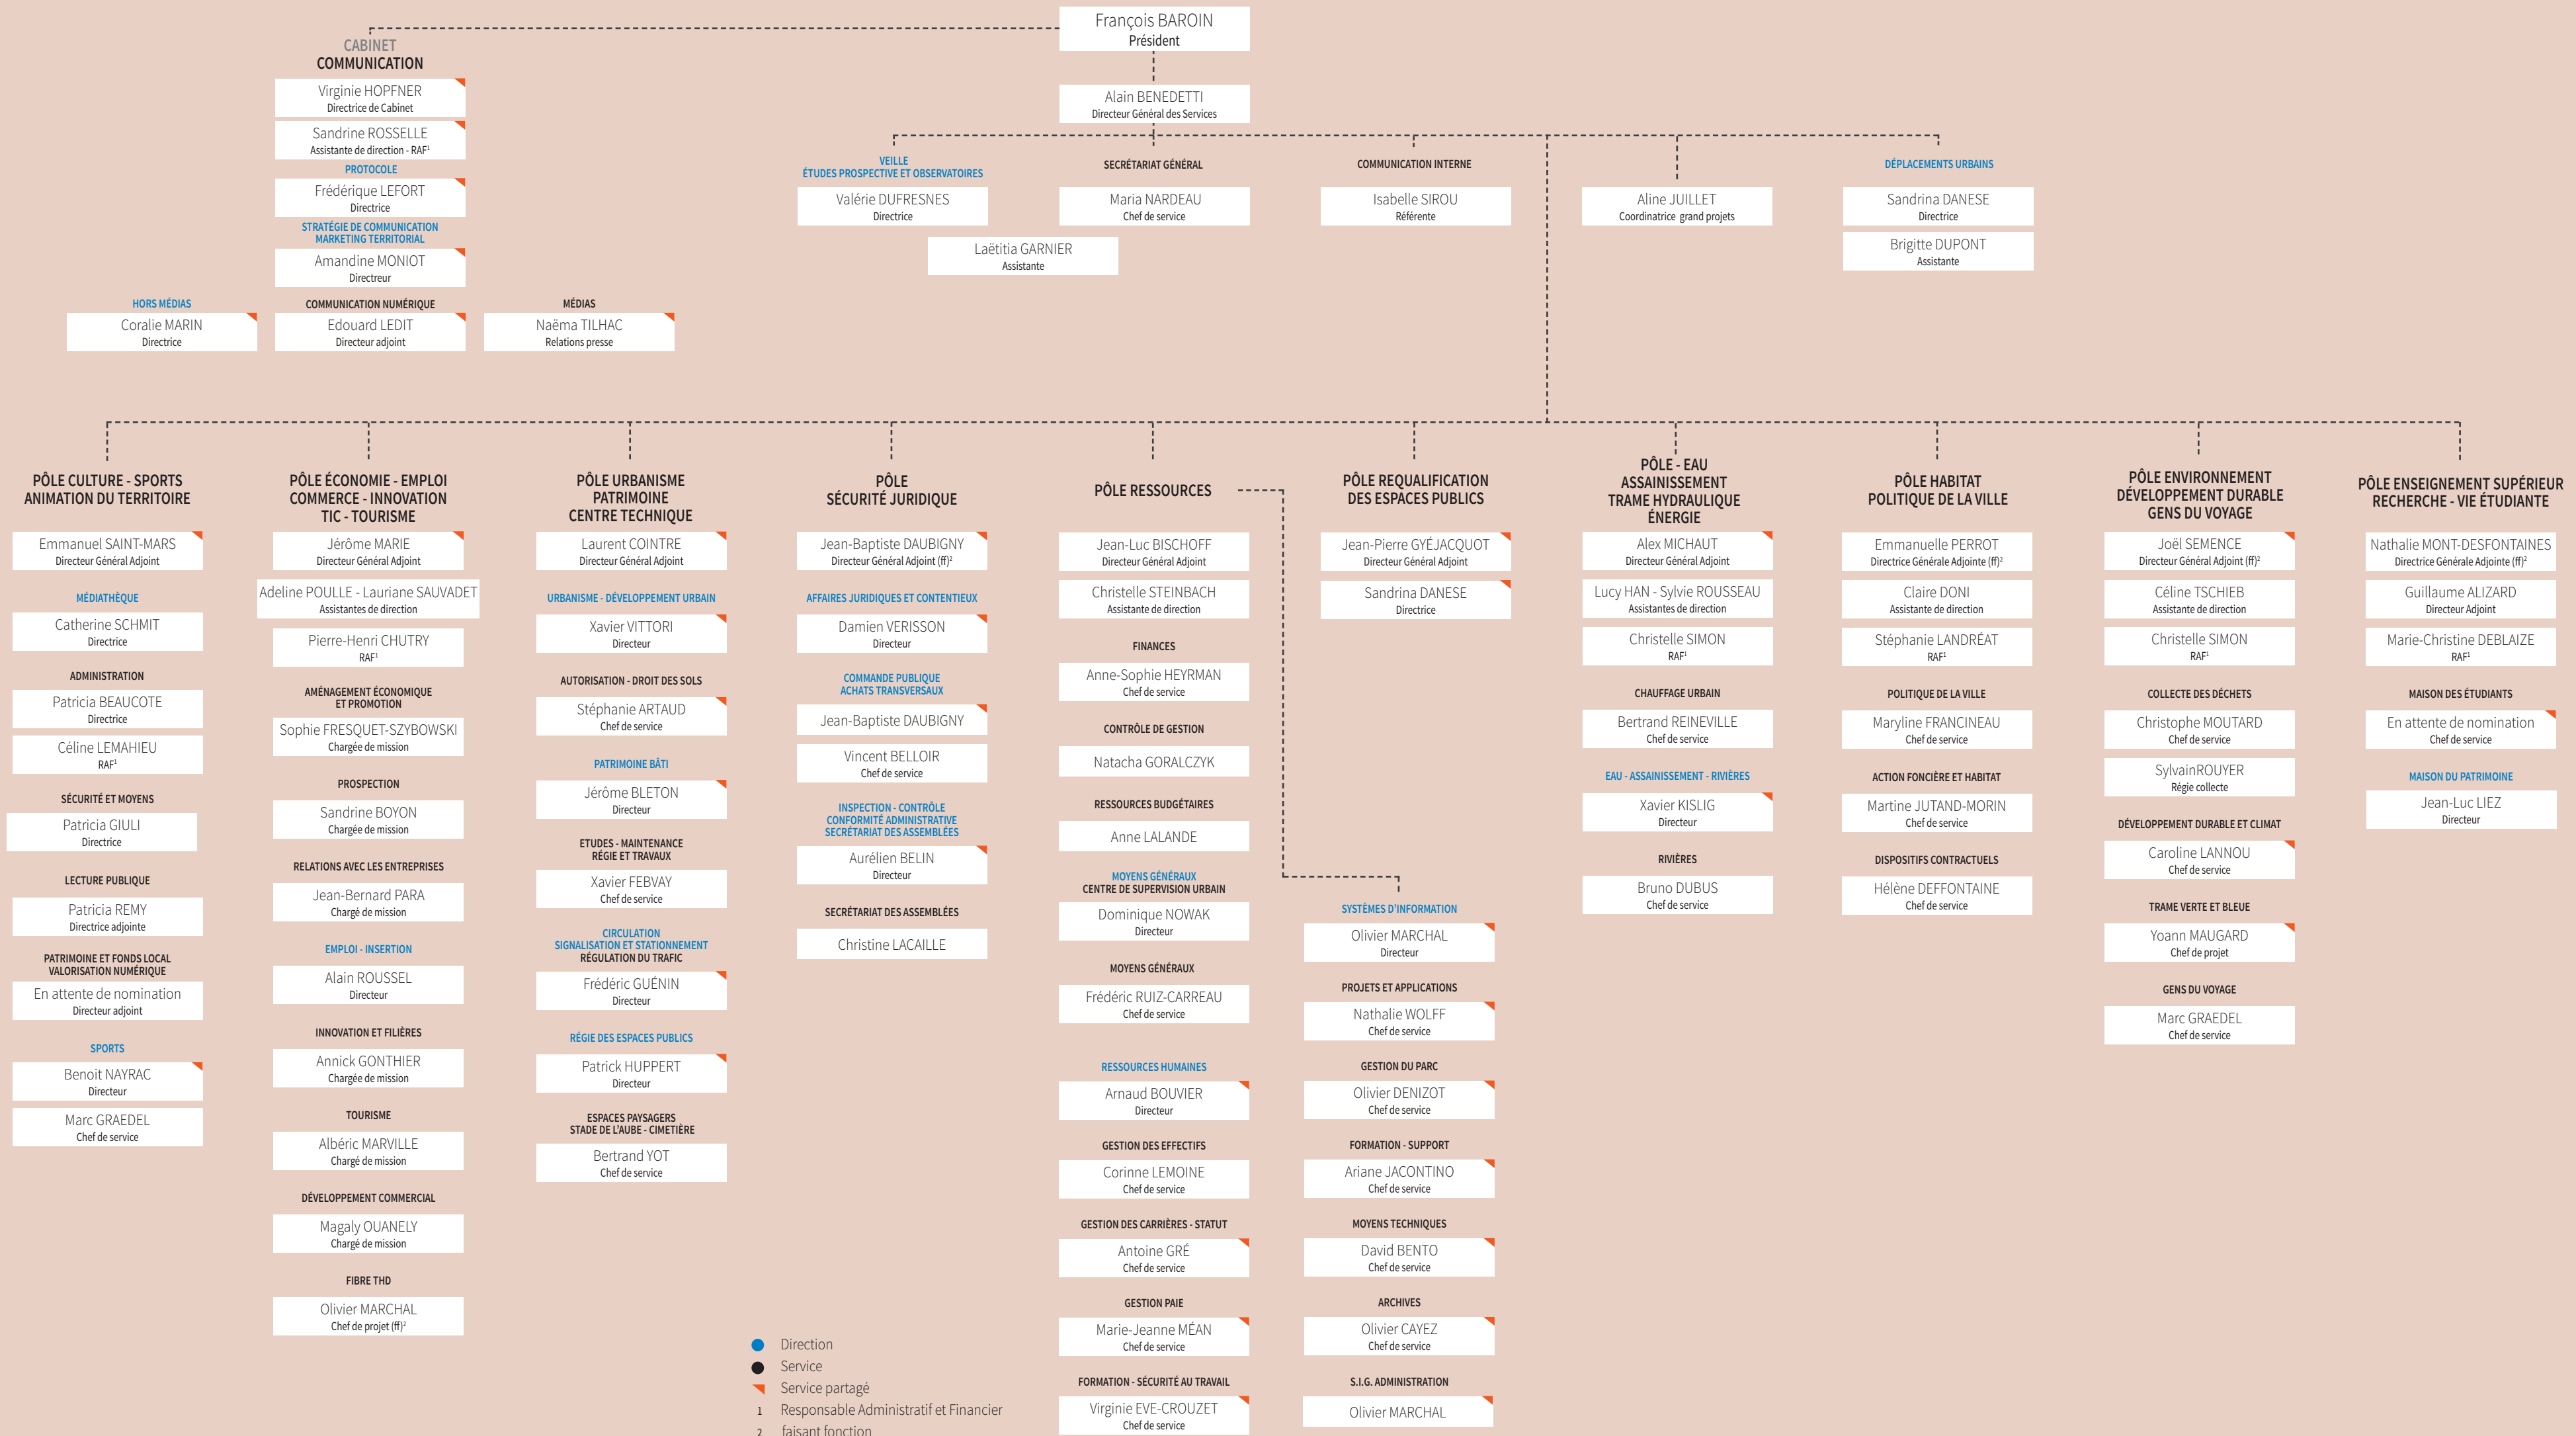 François BAROIN
Président
CABINET
COMMUNICATION
Virginie HOPFNER
Directrice de Cabinet
Sandrine ROSSELLE
Assistante de direction - RAF¹
PROTOCOLE
Frédérique LEFORT
Directrice
STRATÉGIE DE COMMUNICATION
MARKETING TERRITORIAL
Amandine MONIOT
Directreur
HORS MÉDIAS
Coralie MARIN
Directrice
COMMUNICATION NUMÉRIQUE
Edouard LEDIT
Directeur adjoint
MÉDIAS
Naëma TILHAC
Relations presse
Alain BENEDETTI
Directeur Général des Services
VEILLE
ÉTUDES PROSPECTIVE ET OBSERVATOIRES
Valérie DUFRESNES
Directrice
SECRÉTARIAT GÉNÉRAL
Maria NARDEAU
Chef de service
Laëtitia GARNIER
Assistante
COMMUNICATION INTERNE
Isabelle SIROU
Référente
Aline JUILLET
Coordinatrice grand projets
DÉPLACEMENTS URBAINS
Sandrina DANESE
Directrice
Brigitte DUPONT
Assistante
PÔLE CULTURE - SPORTS
ANIMATION DU TERRITOIRE
Emmanuel SAINT-MARS
Directeur Général Adjoint
MÉDIATHÈQUE
Catherine SCHMIT
Directrice
ADMINISTRATION
Patricia BEAUCOTE
Directrice
Céline LEMAHIEU
RAF¹
SÉCURITÉ ET MOYENS
Patricia GIULI
Directrice
LECTURE PUBLIQUE
Patricia REMY
Directrice adjointe
PATRIMOINE ET FONDS LOCAL
VALORISATION NUMÉRIQUE
En attente de nomination
Directeur adjoint
SPORTS
Benoit NAYRAC
Directeur
Marc GRAEDEL
Chef de service
PÔLE ÉCONOMIE - EMPLOI
COMMERCE - INNOVATION
TIC - TOURISME
Jérôme MARIE
Directeur Général Adjoint
Adeline POULLE - Lauriane SAUVADET
Assistantes de direction
Pierre-Henri CHUTRY
RAF¹
AMÉNAGEMENT ÉCONOMIQUE
ET PROMOTION
Sophie FRESQUET-SZYBOWSKI
Chargée de mission
PROSPECTION
Sandrine BOYON
Chargée de mission
RELATIONS AVEC LES ENTREPRISES
Jean-Bernard PARA
Chargé de mission
EMPLOI - INSERTION
Alain ROUSSEL
Directeur
INNOVATION ET FILIÈRES
Annick GONTHIER
Chargée de mission
TOURISME
Albéric MARVILLE
Chargé de mission
DÉVELOPPEMENT COMMERCIAL
Magaly OUANELY
Chargé de mission
FIBRE THD
Olivier MARCHAL
Chef de projet (ff)²
PÔLE URBANISME
PATRIMOINE
CENTRE TECHNIQUE
Laurent COINTRE
Directeur Général Adjoint
URBANISME - DÉVELOPPEMENT URBAIN
Xavier VITTORI
Directeur
AUTORISATION - DROIT DES SOLS
Stéphanie ARTAUD
Chef de service
PATRIMOINE BÂTI
Jérôme BLETON
Directeur
ETUDES - MAINTENANCE
RÉGIE ET TRAVAUX
Xavier FEBVAY
Chef de service
CIRCULATION
SIGNALISATION ET STATIONNEMENT
RÉGULATION DU TRAFIC
Frédéric GUÉNIN
Directeur
RÉGIE DES ESPACES PUBLICS
Patrick HUPPERT
Directeur
ESPACES PAYSAGERS
STADE DE L'AUBE - CIMETIÈRE
Bertrand YOT
Chef de service
PÔLE
SÉCURITÉ JURIDIQUE
Jean-Baptiste DAUBIGNY
Directeur Général Adjoint (ff)²
AFFAIRES JURIDIQUES ET CONTENTIEUX
Damien VERISSON
Directeur
COMMANDE PUBLIQUE
ACHATS TRANSVERSAUX
Jean-Baptiste DAUBIGNY
Vincent BELLOIR
Chef de service
INSPECTION - CONTRÔLE
CONFORMITÉ ADMINISTRATIVE
SECRÉTARIAT DES ASSEMBLÉES
Aurélien BELIN
Directeur
SECRÉTARIAT DES ASSEMBLÉES
Christine LACAILLE
PÔLE RESSOURCES
Jean-Luc BISCHOFF
Directeur Général Adjoint
Christelle STEINBACH
Assistante de direction
FINANCES
Anne-Sophie HEYRMAN
Chef de service
CONTRÔLE DE GESTION
Natacha GORALCZYK
RESSOURCES BUDGÉTAIRES
Anne LALANDE
MOYENS GÉNÉRAUX
CENTRE DE SUPERVISION URBAIN
Dominique NOWAK
Directeur
MOYENS GÉNÉRAUX
Frédéric RUIZ-CARREAU
Chef de service
RESSOURCES HUMAINES
Arnaud BOUVIER
Directeur
GESTION DES EFFECTIFS
Corinne LEMOINE
Chef de service
GESTION DES CARRIÈRES - STATUT
Antoine GRÉ
Chef de service
GESTION PAIE
Marie-Jeanne MÉAN
Chef de service
FORMATION - SÉCURITÉ AU TRAVAIL
Virginie EVE-CROUZET
Chef de service
SYSTÈMES D'INFORMATION
Olivier MARCHAL
Directeur
PROJETS ET APPLICATIONS
Nathalie WOLFF
Chef de service
GESTION DU PARC
Olivier DENIZOT
Chef de service
FORMATION - SUPPORT
Ariane JACONTINO
Chef de service
MOYENS TECHNIQUES
David BENTO
Chef de service
ARCHIVES
Olivier CAYEZ
Chef de service
S.I.G. ADMINISTRATION
Olivier MARCHAL
PÔLE REQUALIFICATION
DES ESPACES PUBLICS
Jean-Pierre GYÉJACQUOT
Directeur Général Adjoint
Sandrina DANESE
Directrice
PÔLE - EAU
ASSAINISSEMENT
TRAME HYDRAULIQUE
ÉNERGIE
Alex MICHAUT
Directeur Général Adjoint
Lucy HAN - Sylvie ROUSSEAU
Assistantes de direction
Christelle SIMON
RAF¹
CHAUFFAGE URBAIN
Bertrand REINEVILLE
Chef de service
EAU - ASSAINISSEMENT - RIVIÈRES
Xavier KISLIG
Directeur
RIVIÈRES
Bruno DUBUS
Chef de service
PÔLE HABITAT
POLITIQUE DE LA VILLE
Emmanuelle PERROT
Directrice Générale Adjointe (ff)²
Claire DONI
Assistante de direction
Stéphanie LANDRÉAT
RAF¹
POLITIQUE DE LA VILLE
Maryline FRANCINEAU
Chef de service
ACTION FONCIÈRE ET HABITAT
Martine JUTAND-MORIN
Chef de service
DISPOSITIFS CONTRACTUELS
Hélène DEFFONTAINE
Chef de service
PÔLE ENVIRONNEMENT
DÉVELOPPEMENT DURABLE
GENS DU VOYAGE
Joël SEMENCE
Directeur Général Adjoint (ff)²
Céline TSCHIEB
Assistante de direction
Christelle SIMON
RAF¹
COLLECTE DES DÉCHETS
Christophe MOUTARD
Chef de service
SylvainROUYER
Régie collecte
DÉVELOPPEMENT DURABLE ET CLIMAT
Caroline LANNOU
Chef de service
TRAME VERTE ET BLEUE
Yoann MAUGARD
Chef de projet
GENS DU VOYAGE
Marc GRAEDEL
Chef de service
PÔLE ENSEIGNEMENT SUPÉRIEUR
RECHERCHE - VIE ÉTUDIANTE
Nathalie MONT-DESFONTAINES
Directrice Générale Adjointe (ff)²
Guillaume ALIZARD
Directeur Adjoint
Marie-Christine DEBLAIZE
RAF¹
MAISON DES ÉTUDIANTS
En attente de nomination
Chef de service
MAISON DU PATRIMOINE
Jean-Luc LIEZ
Directeur
Direction
Service
Service partagé
1 Responsable Administratif et Financier
2 faisant fonction